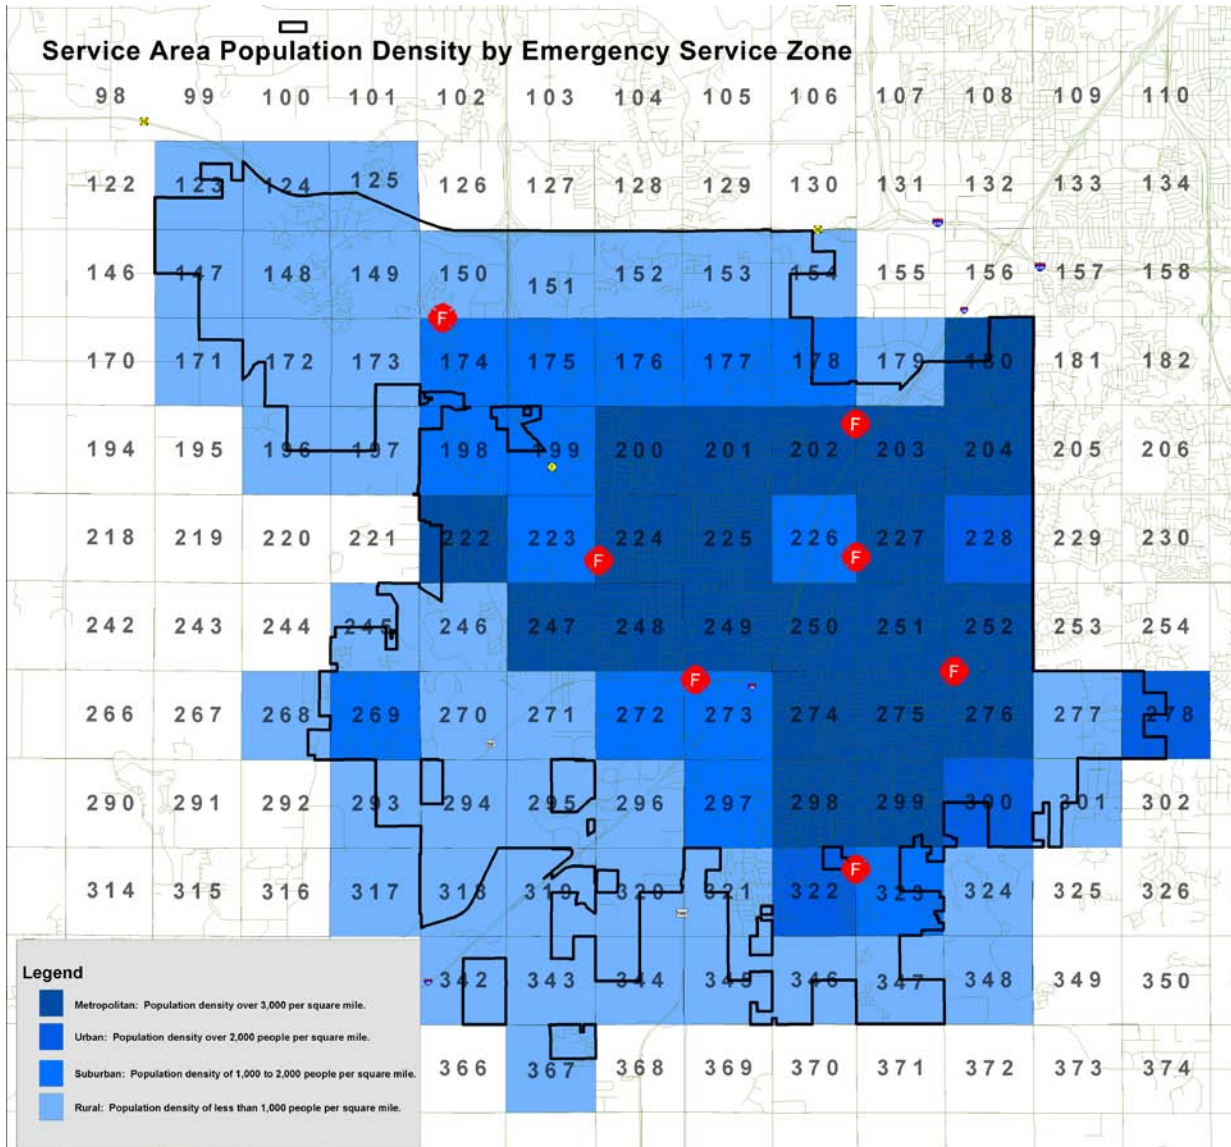 Service Area Population Density by Emergency Service Zone
98 99 100 101 102 103 104 105 106 107 108 109 110
122 123 124 125 126 127 128 129 130 131 132 133 134
146 147 148 149 150 151 152 153 154 155 156 157 158
F
170 171 172 173 174 175 176 177 178 179 180 181 182
F
194 195 196 197 198 199 200 201 202 203 204 205 206
218 219 220 221 222 223 224 225 226 227 228 229 230
F F
242 243 244 245 246 247 248 249 250 251 252 253 254
F F
266 267 268 269 270 271 272 273 274 275 276 277 278
290 291 292 293 294 295 296 297 298 299 300 301 302
F
314 315 316 317 318 319 320 321 322 323 324 325 326
342 343 344 345 346 347 348 349 350
366 367 368 369 370 371 372 373 374
Legend
Metropolitan: Population density over 3,000 per square mile.
Urban: Population density over 2,000 people per square mile.
Suburban: Population density of 1,000 to 2,000 people per square mile.
Rural: Population density of less than 1,000 people per square mile.